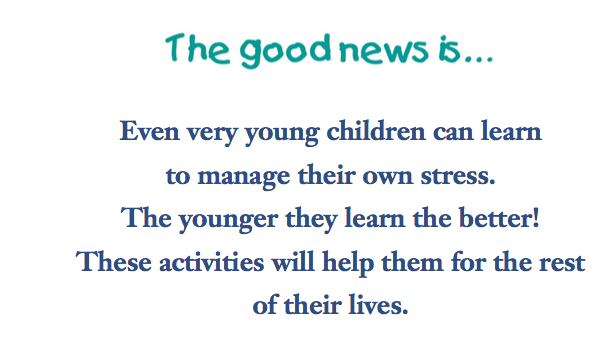 The good news is...
Even very young children can learn
to manage their own stress.
The younger they learn the better!
These activities will help them for the rest
of their lives.